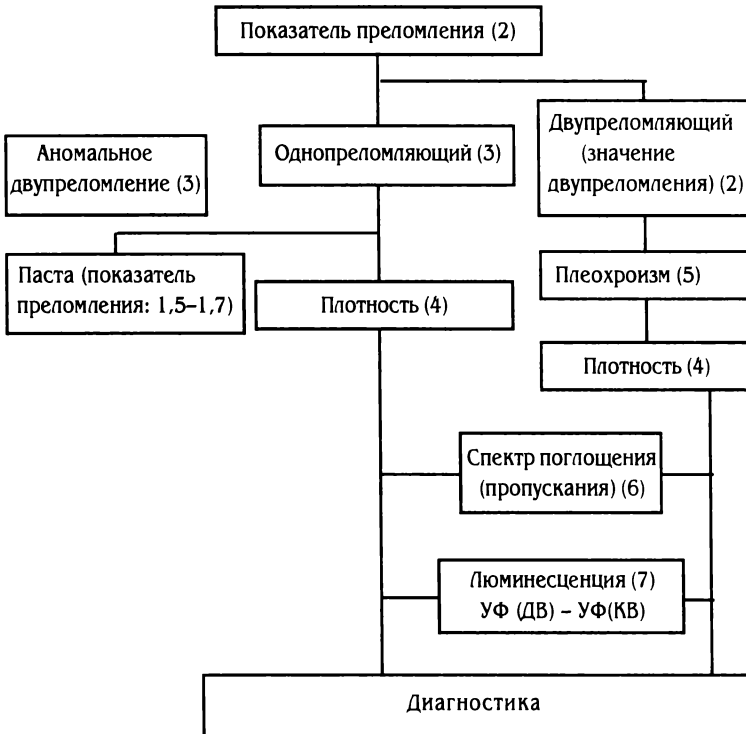 Показатель преломления (2)
Аномальное
двупреломление (3)
Однопреломляющий (3)
Двупреломляющий
(значение
двупреломления) (2)
Паста (показатель
преломления: 1,5–1,7)
Плотность (4)
Плеохроизм (5)
Плотность (4)
Спектр поглощения
(пропускания) (6)
Люминесценция (7)
УФ (ДВ) – УФ(КВ)
Диагностика